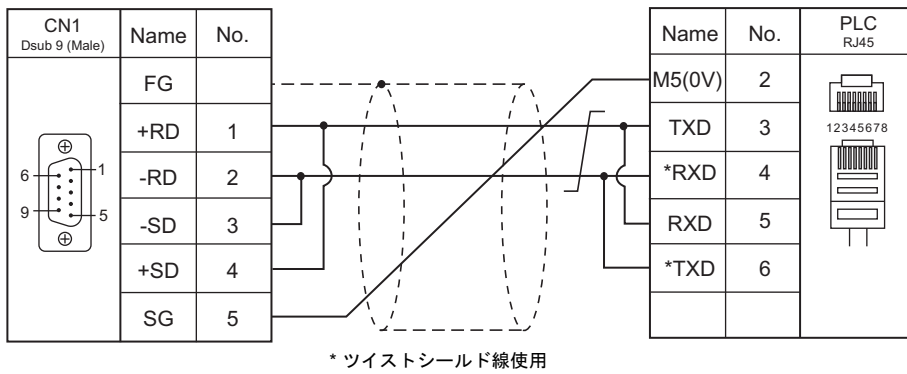 CN1
Dsub 9 (Male)
Name
No.
FG
+RD
1
-RD
2
-SD
3
+SD
4
SG
5
6
1
9
5
Name
No.
PLC
RJ45
M5(0V)
2
TXD
3
*RXD
4
RXD
5
*TXD
6
12345678
* ツイストシールド線使用